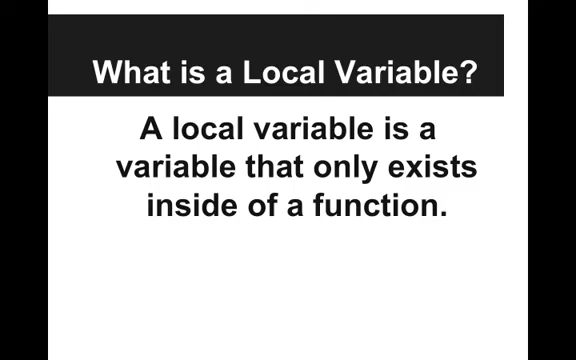 What is a Local Variable?
A local variable is a
variable that only exists
inside of a function.